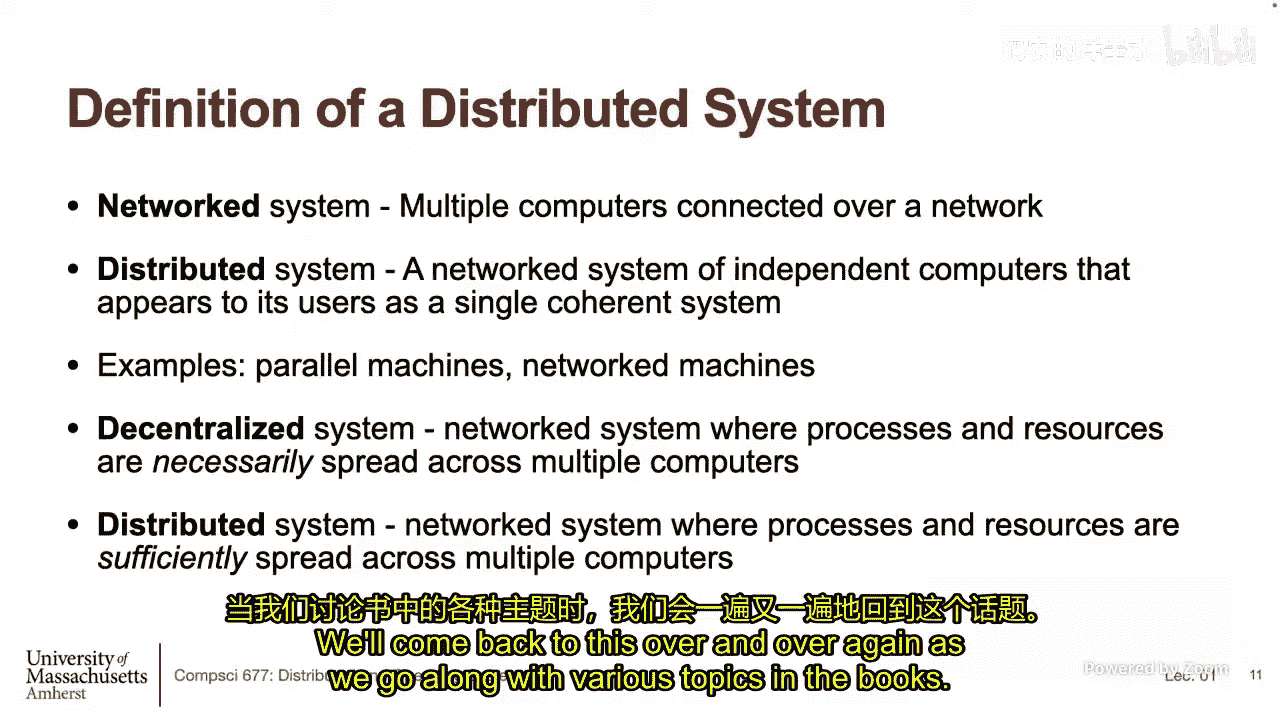 bilibili
Definition of a Distributed System
• Networked system - Multiple computers connected over a network
• Distributed system - A networked system of independent computers that
appears to its users as a single coherent system
• Examples: parallel machines, networked machines
• Decentralized system - networked system where processes and resources
are necessarily spread across multiple computers
• Distributed system - networked system where processes and resources are
sufficiently spread across multiple computers
当我们讨论书中的各种主题时，我们会一遍又一遍地回到这个话题。
We'll come back to this over and over again as
we go along with various topics in the books.
University of
Massachusetts
Amherst
Compsci 677: Distribut
Powered by Zoom
Lec. 01
11